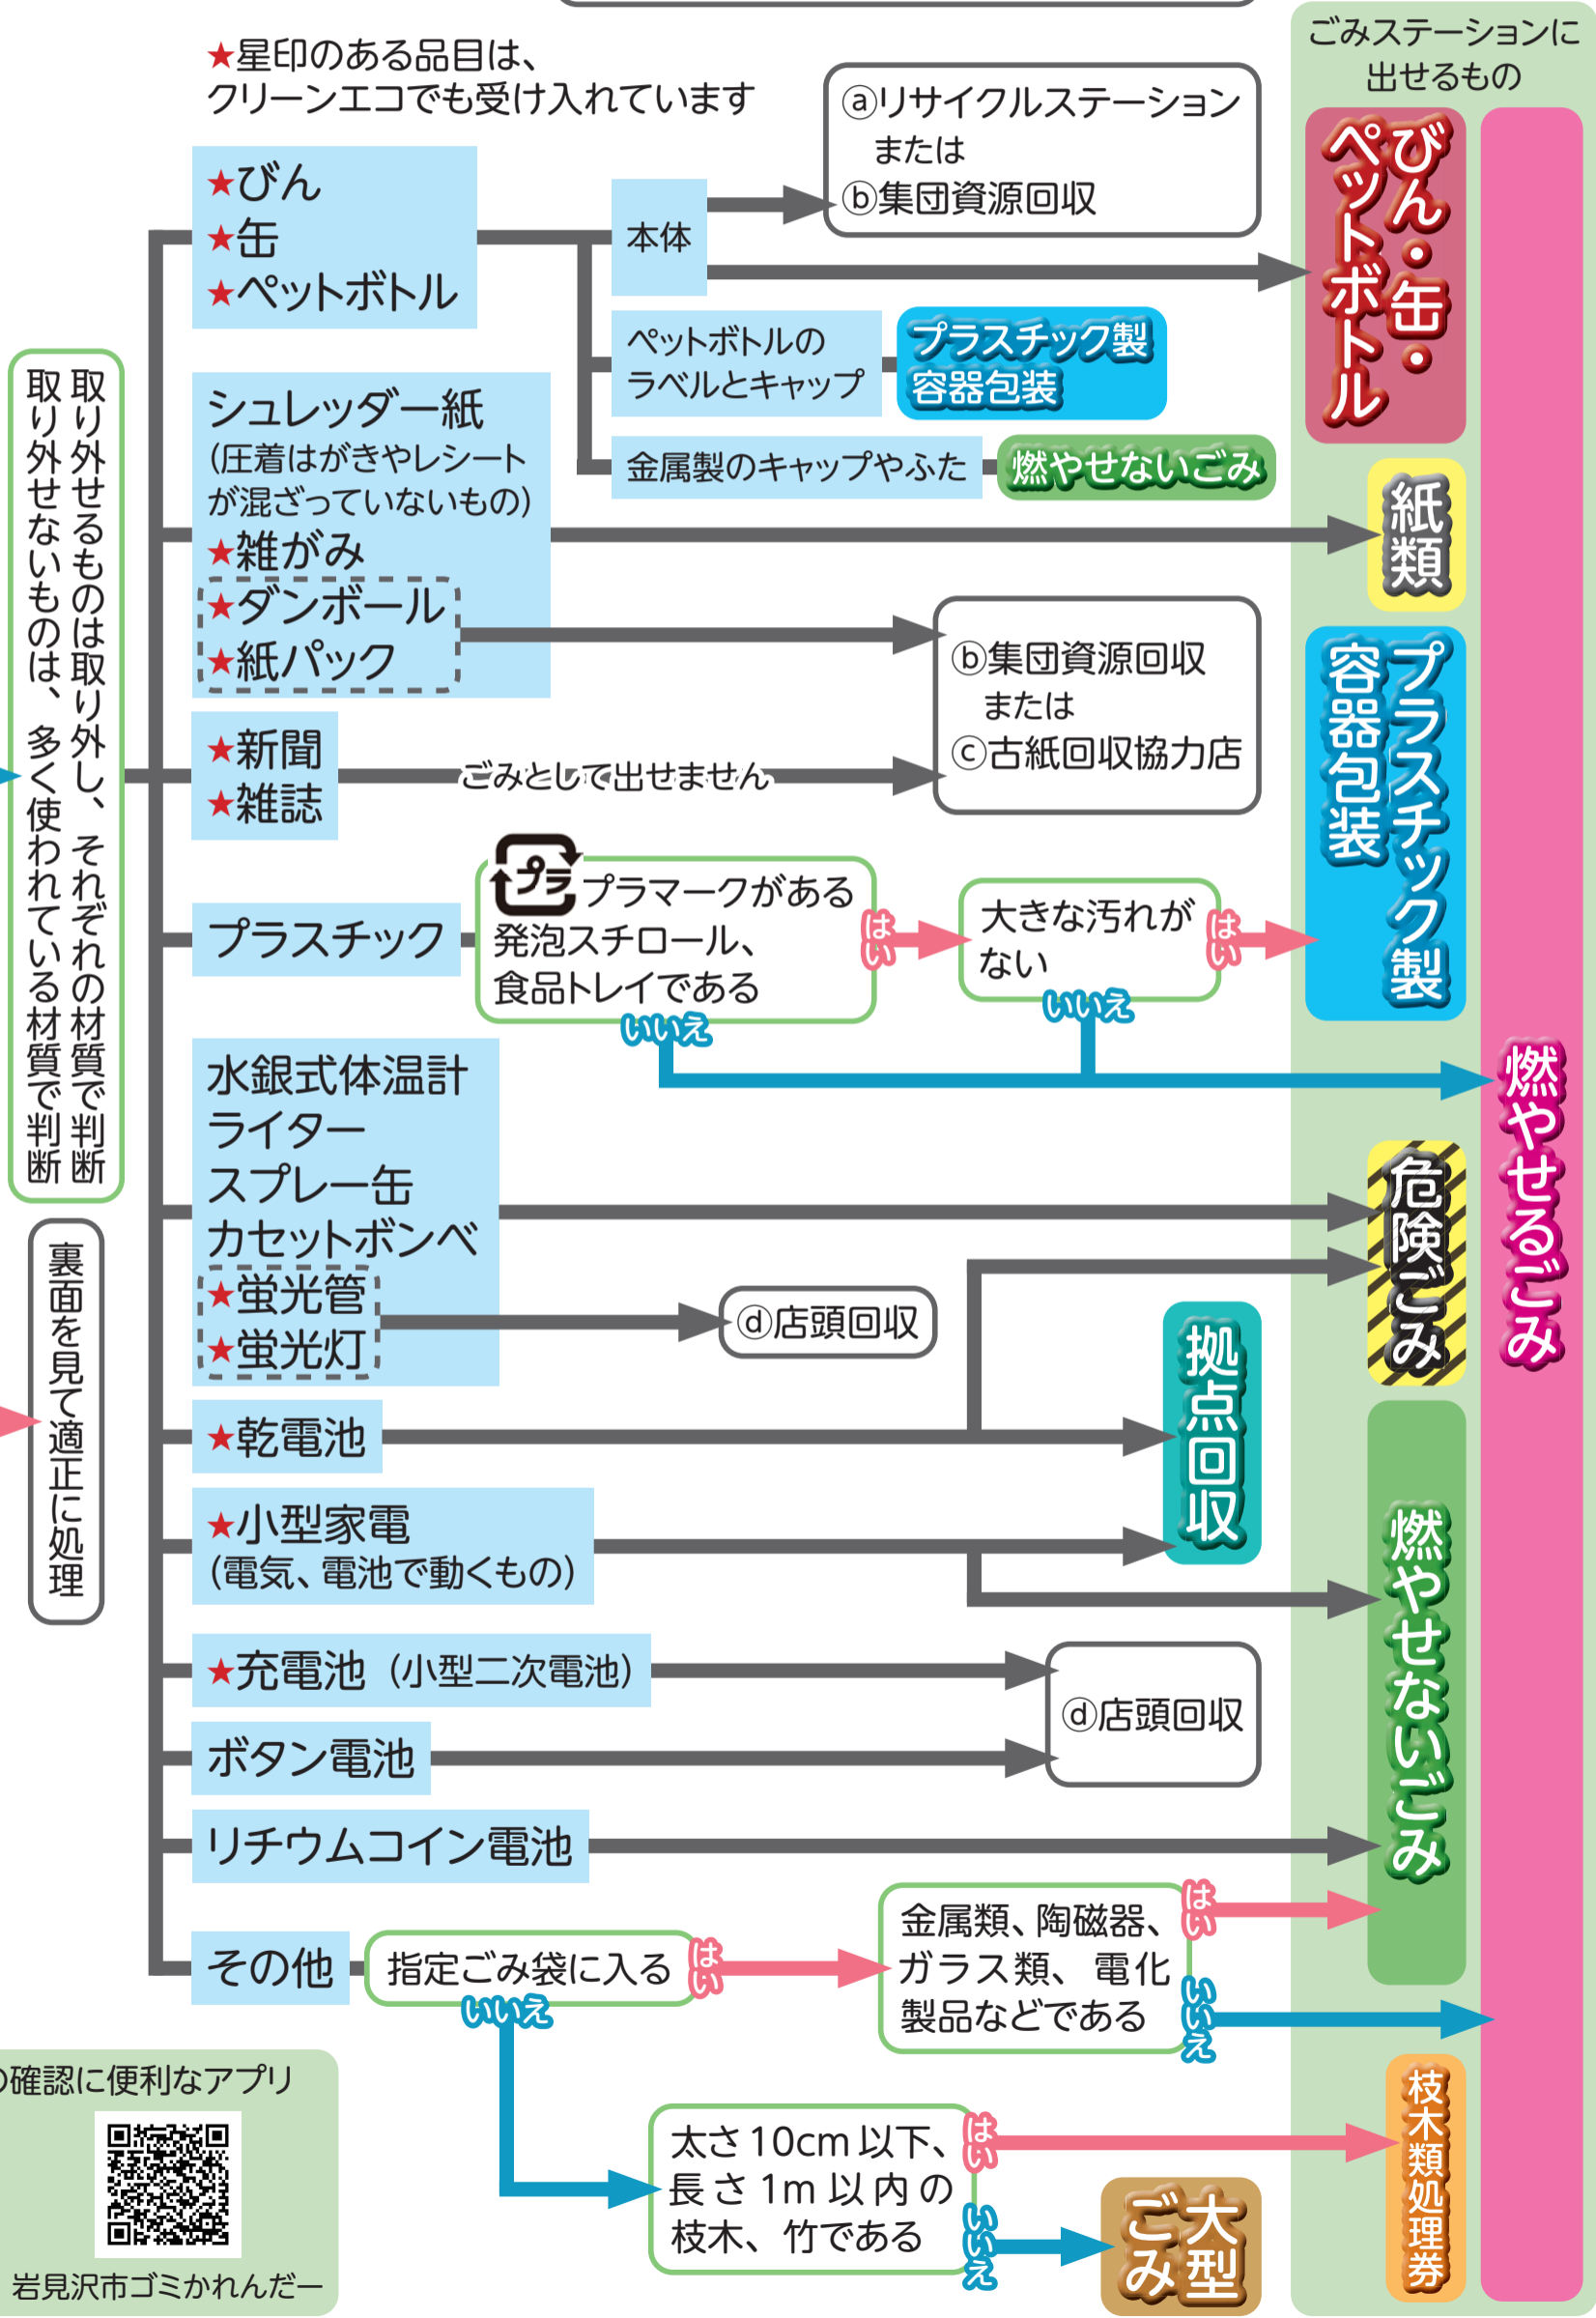 ★星印のある品目は、
クリーンエコでも受け入れています
ごみステーションに
出せるもの
取り外せるものは取り外し、それぞれの材質で判断
取り外せないものは、多く使われている材質で判断
裏面を見て適正に処理
★びん
★缶
★ペットボトル
本体
ⓐリサイクルステーション
または
ⓑ集団資源回収
びん・缶・
ペットボトル
ペットボトルの
ラベルとキャップ
プラスチック製
容器包装
金属製のキャップやふた
燃やせないごみ
シュレッダー紙
(圧着はがきやレシート
が混ざっていないもの)
★雑がみ
★ダンボール
★紙パック
紙類
★新聞
★雑誌
ごみとして出せません
ⓑ集団資源回収
または
ⓒ古紙回収協力店
プラスチック
プラ
プラマークがある
発泡スチロール、
食品トレイである
はい
いいえ
大きな汚れが
ない
はい
いいえ
プラスチック製
容器包装
燃やせるごみ
水銀式体温計
ライター
スプレー缶
カセットボンベ
★蛍光管
★蛍光灯
ⓓ店頭回収
危険ごみ
★乾電池
拠点回収
★小型家電
(電気、電池で動くもの)
燃やせないごみ
★充電池(小型二次電池)
ボタン電池
ⓓ店頭回収
リチウムコイン電池
その他
指定ごみ袋に入る
はい
いいえ
金属類、陶磁器、
ガラス類、電化
製品などである
はい
いいえ
太さ10cm以下、
長さ1m以内の
枝木、竹である
はい
いいえ
枝木類処理券
大型
ごみ
の確認に便利なアプリ
岩見沢市ゴミかれんだー